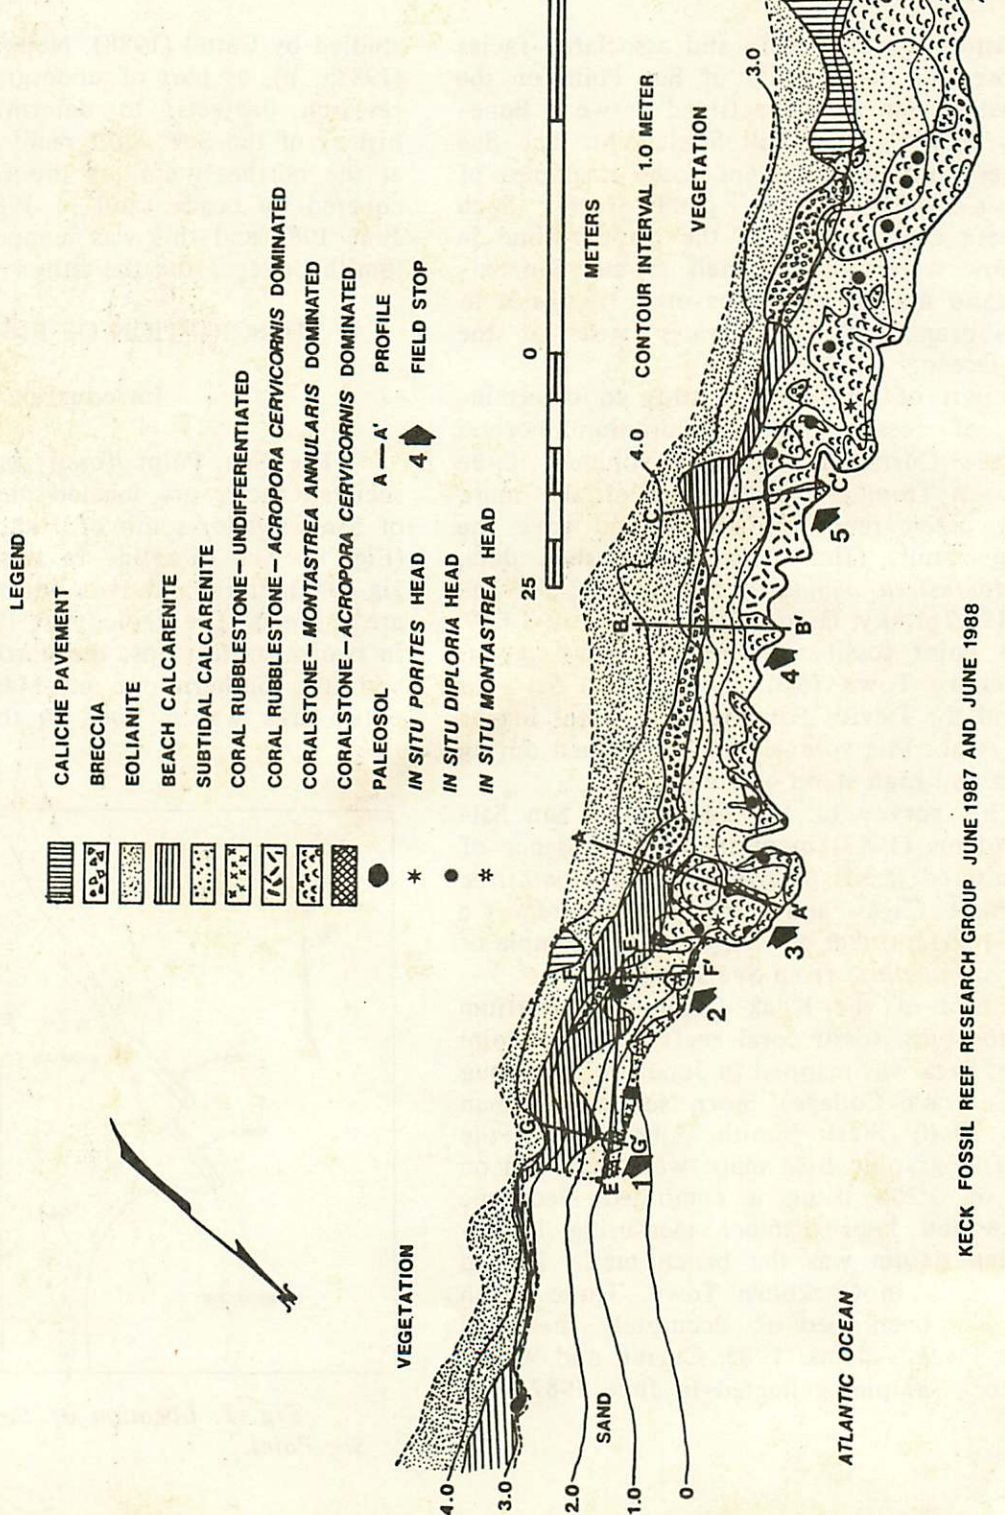 LEGEND
CALICHE PAVEMENT
BRECCIA
EOLIANITE
BEACH CALCARENITE
SUBTIDAL CALCARENITE
CORAL RUBBLESTONE– UNDIFFERENTIATED
CORAL RUBBLESTONE– ACROPORA CERVICORNIS DOMINATED
CORALSTONE– MONTASTREA ANNULARIS DOMINATED
CORALSTONE–ACROPORA CERVICORNIS DOMINATED
PALEOSOL
IN SITU PORITES HEAD
IN SITU DIPLORIA HEAD
IN SITU MONTASTREA HEAD
A—A' PROFILE
4 FIELD STOP
25 0
METERS
CONTOUR INTERVAL 1.0 METER
VEGETATION
3.0
4.0
VEGETATION
4.0
3.0
2.0
1.0
0
SAND
ATLANTIC OCEAN
G'
F
E'
A
B
C
E
G
F'
A'
B'
C'
1
2
3
4
5
KECK FOSSIL REEF RESEARCH GROUP JUNE 1987 AND JUNE 1988